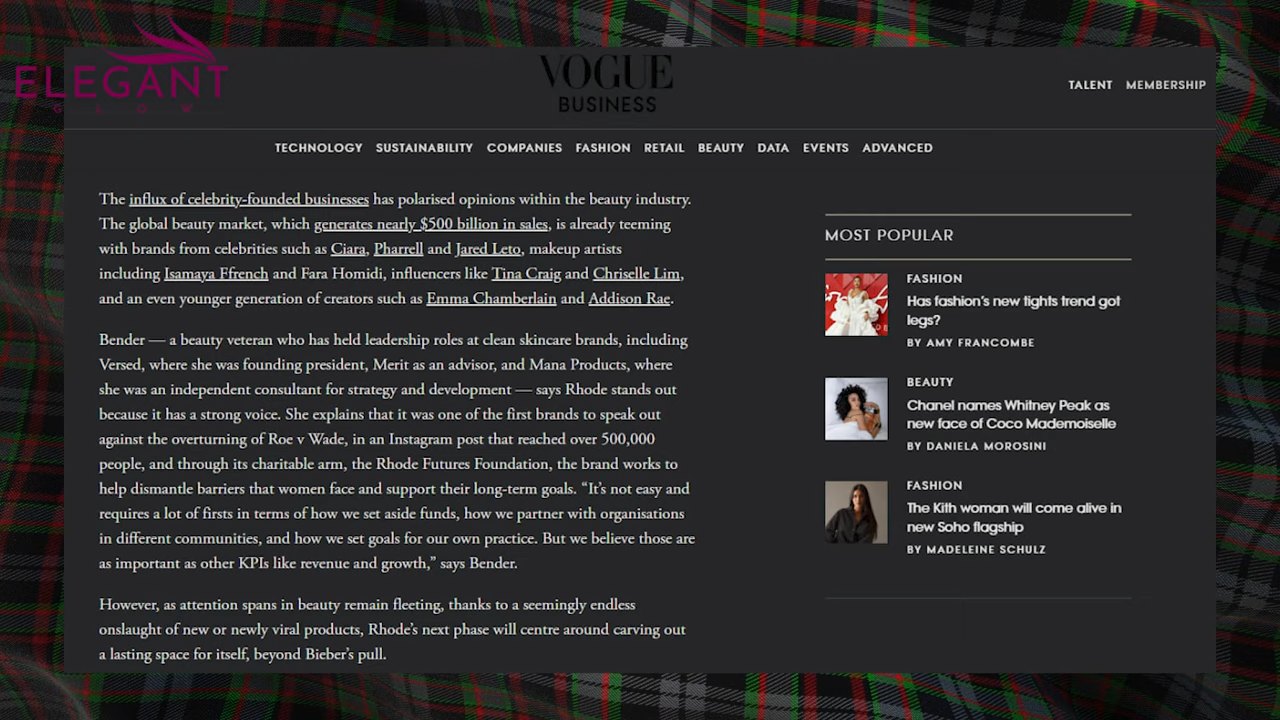 ELEGANT
GLOW
VOGUE
BUSINESS
TALENT MEMBERSHIP
TECHNOLOGY SUSTAINABILITY COMPANIES FASHION RETAIL BEAUTY DATA EVENTS ADVANCED
The influx of celebrity-founded businesses has polarised opinions within the beauty industry.
The global beauty market, which generates nearly $500 billion in sales, is already teeming
with brands from celebrities such as Ciara, Pharrell and Jared Leto, makeup artists
including Isamaya Ffrench and Fara Homidi, influencers like Tina Craig and Chriselle Lim,
and an even younger generation of creators such as Emma Chamberlain and Addison Rae.
Bender — a beauty veteran who has held leadership roles at clean skincare brands, including
Versed, where she was founding president, Merit as an advisor, and Mana Products, where
she was an independent consultant for strategy and development — says Rhode stands out
because it has a strong voice. She explains that it was one of the first brands to speak out
against the overturning of Roe v Wade, in an Instagram post that reached over 500,000
people, and through its charitable arm, the Rhode Futures Foundation, the brand works to
help dismantle barriers that women face and support their long-term goals. “It’s not easy and
requires a lot of firsts in terms of how we set aside funds, how we partner with organisations
in different communities, and how we set goals for our own practice. But we believe those are
as important as other KPIs like revenue and growth,” says Bender.
However, as attention spans in beauty remain fleeting, thanks to a seemingly endless
onslaught of new or newly viral products, Rhode’s next phase will centre around carving out
a lasting space for itself, beyond Bieber’s pull.
MOST POPULAR
FASHION
Has fashion’s new tights trend got
legs?
BY AMY FRANCOMBE
BEAUTY
Chanel names Whitney Peak as
new face of Coco Mademoiselle
BY DANIELA MOROSINI
FASHION
The Kith woman will come alive in
new Soho flagship
BY MADELEINE SCHULZ